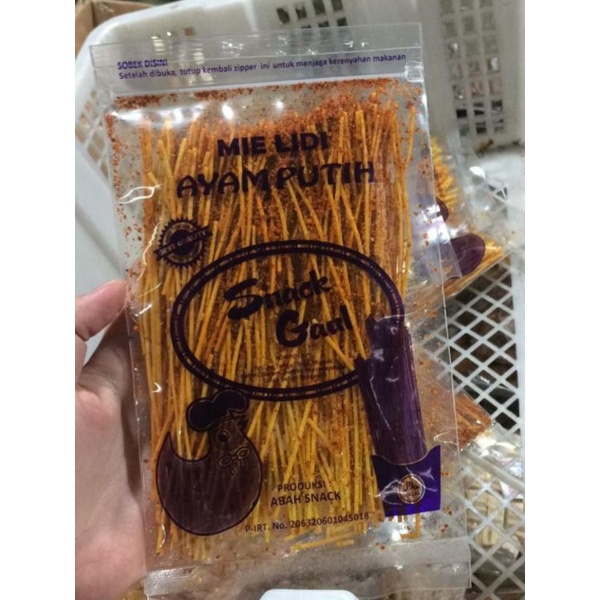 SOBEK DISINI
Setelah dibuka, tutup kembali zipper ini untuk menjaga kerenyahan makanan
MIE LIDI
AYAM PUTIH
Snack
Gaul
PRODUKSI
ABAH SNACK
P-IRT. No. 206320601045018